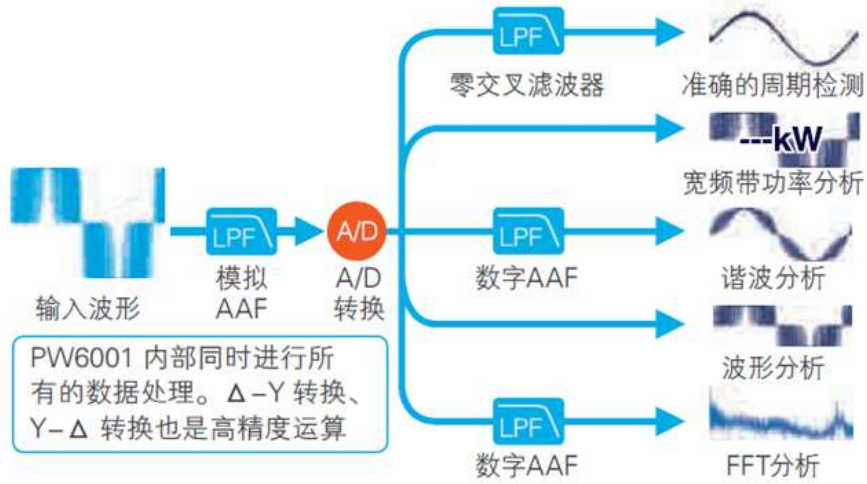 LPF
零交叉滤波器
准确的周期检测
---kW
宽频带功率分析
LPF
A/D
LPF
输入波形
模拟
AAF
A/D
转换
数字AAF
谐波分析
波形分析
PW6001 内部同时进行所
有的数据处理。Δ–Y 转换、
Y–Δ 转换也是高精度运算
LPF
数字AAF
FFT分析